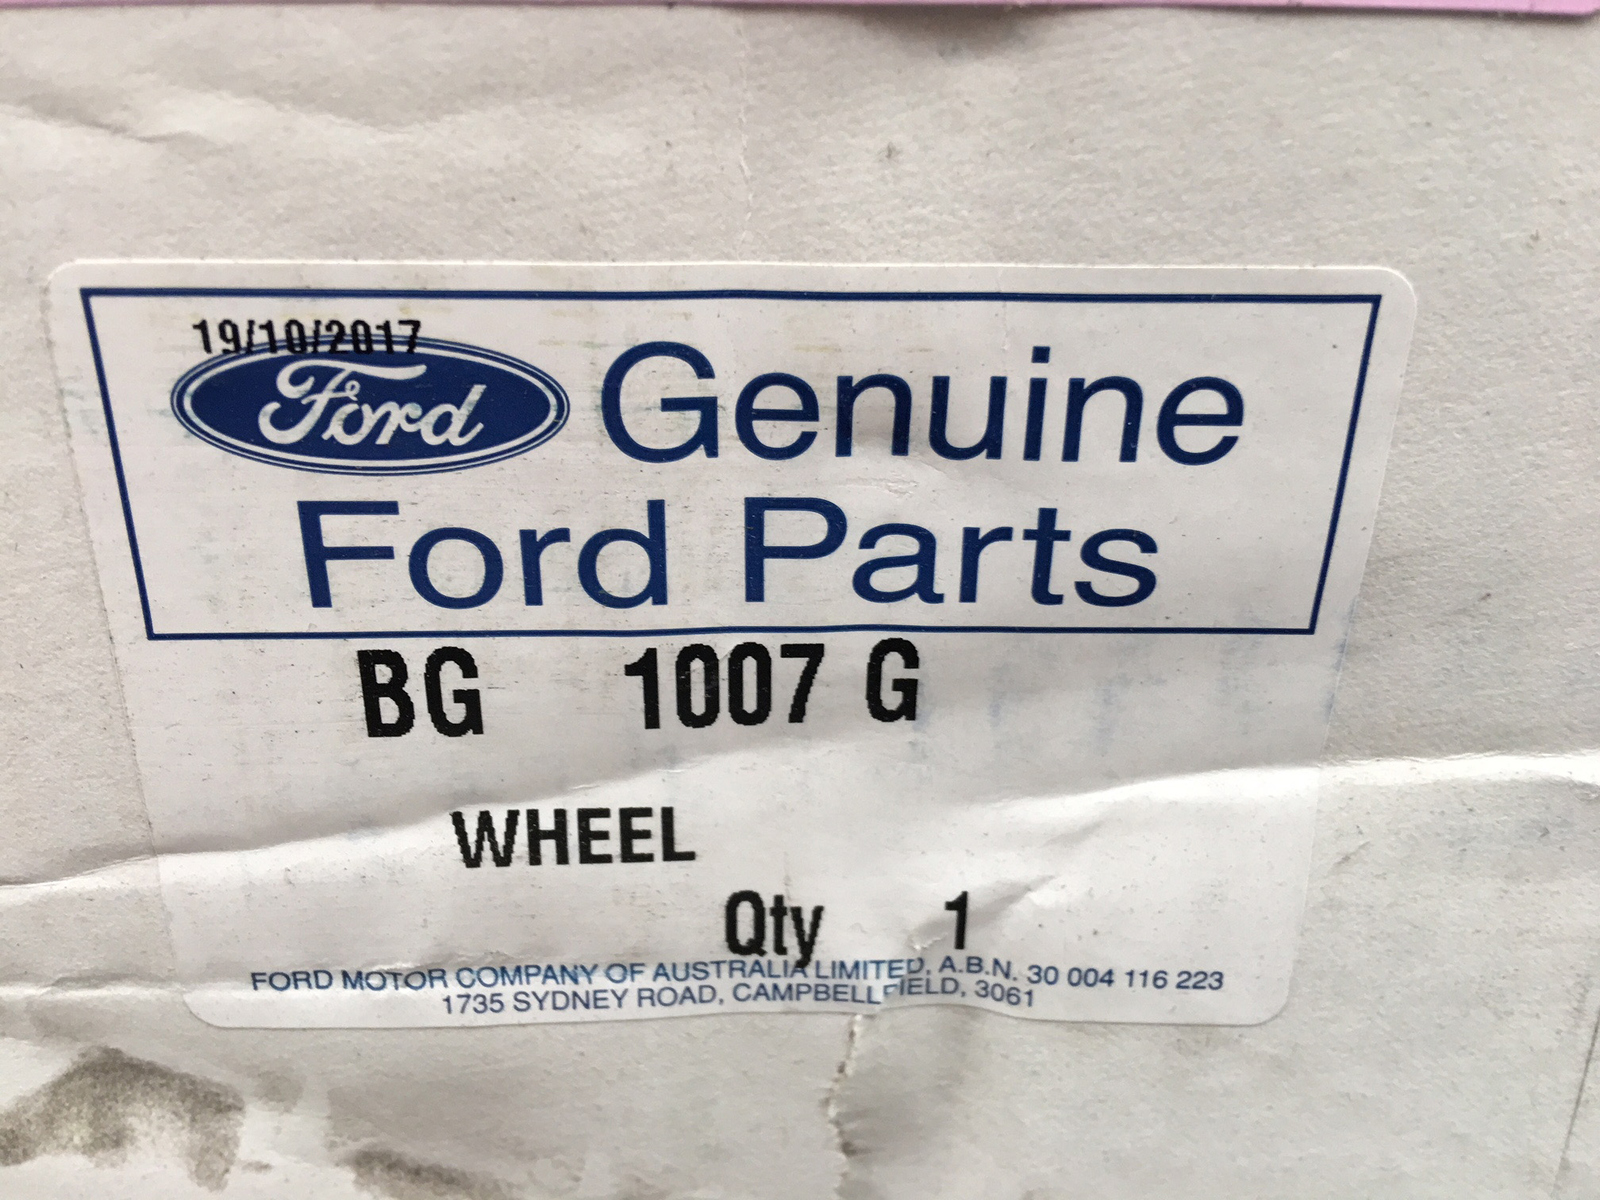 19/10/2017
Ford Genuine
Ford Parts
BG 1007 G
WHEEL
Qty 1
FORD MOTOR COMPANY OF AUSTRALIA LIMITED, A.B.N. 30 004 116 223
1735 SYDNEY ROAD, CAMPBELLFIELD, 3061